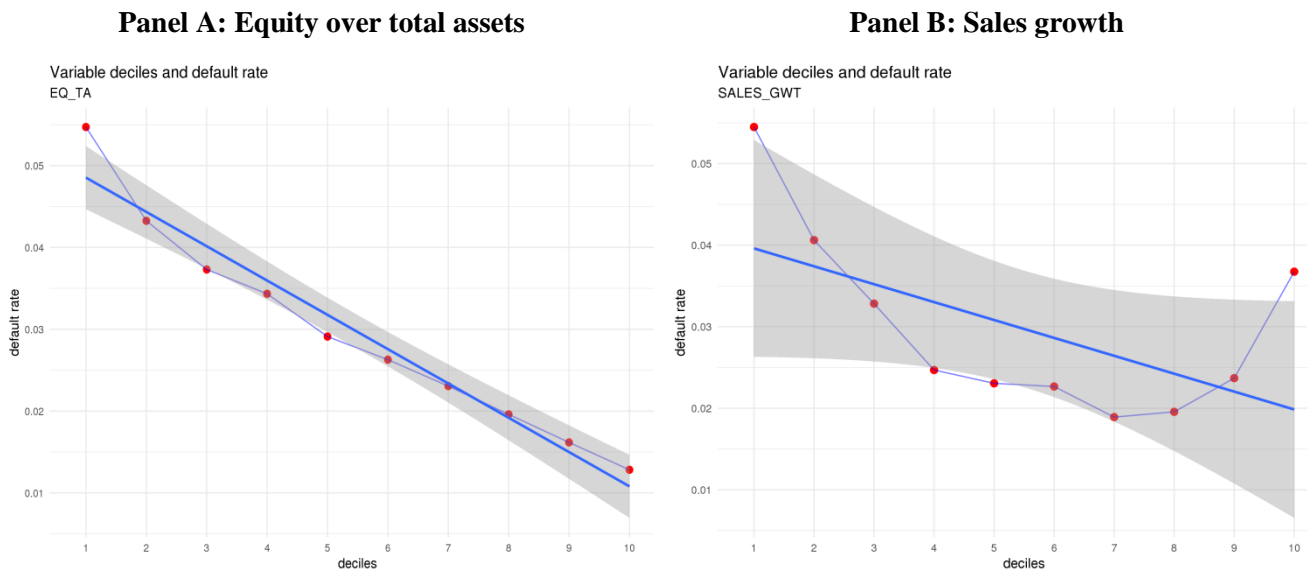 Panel A: Equity over total assets
Variable deciles and default rate
EQ_TA
default rate
0.05
0.04
0.03
0.02
0.01
1 2 3 4 5 6 7 8 9 10
deciles
Panel B: Sales growth
Variable deciles and default rate
SALES_GWT
default rate
0.05
0.04
0.03
0.02
0.01
1 2 3 4 5 6 7 8 9 10
deciles